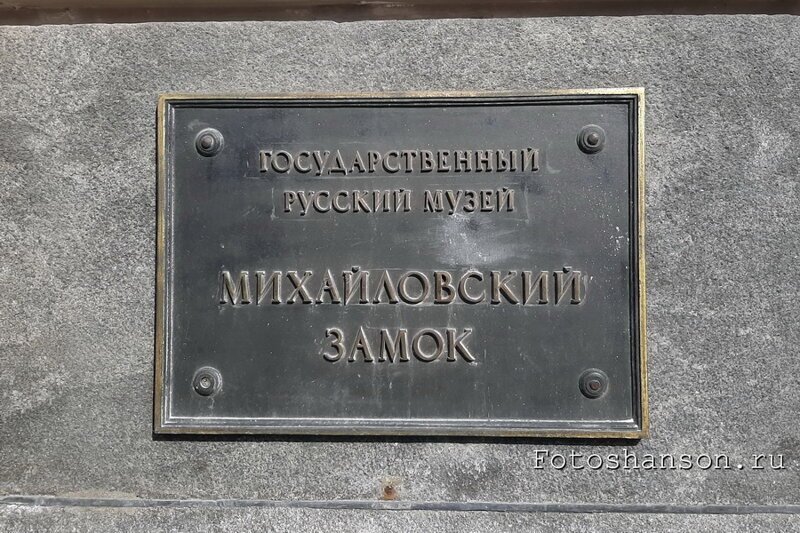 ГОСУДАРСТВЕННЫЙ
РУССКИЙ МУЗЕЙ
МИХАЙЛОВСКИЙ
ЗАМОК
Fotoshanson.ru